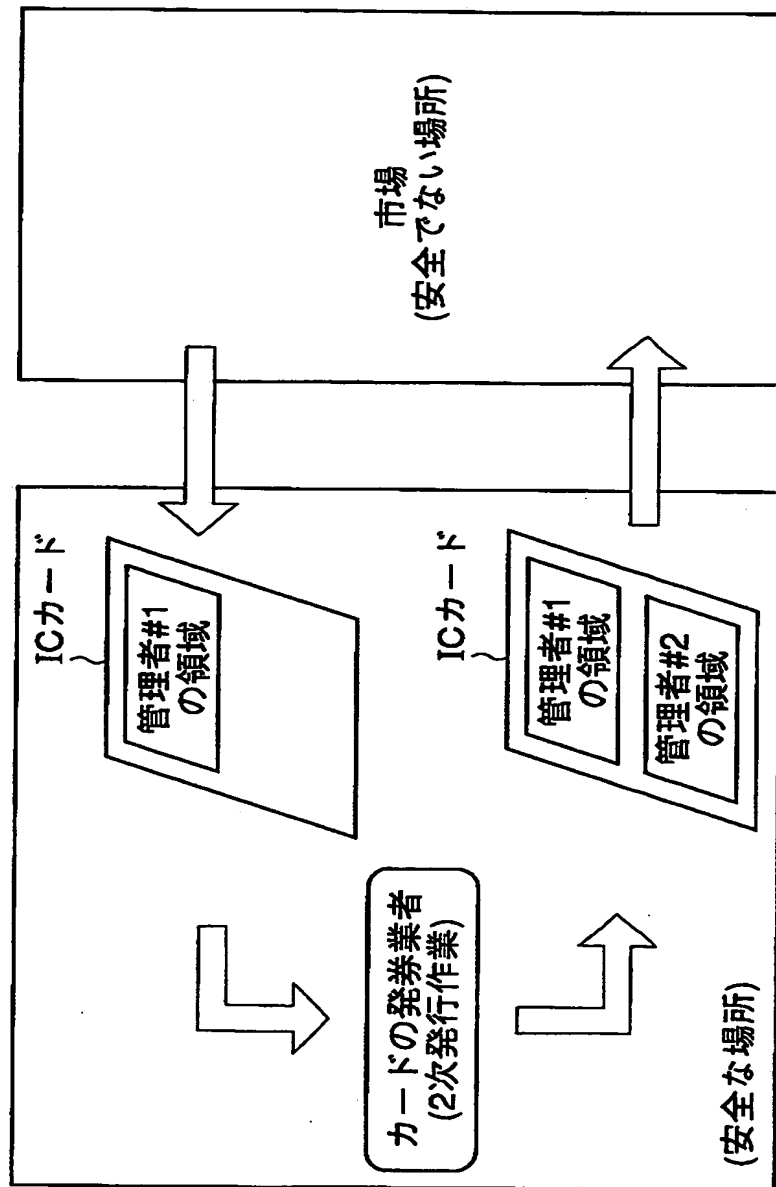 市場
(安全でない場所)
ICカード
管理者#1
の領域
カードの発券業者
(2次発行作業)
ICカード
管理者#1
の領域
管理者#2
の領域
(安全な場所)